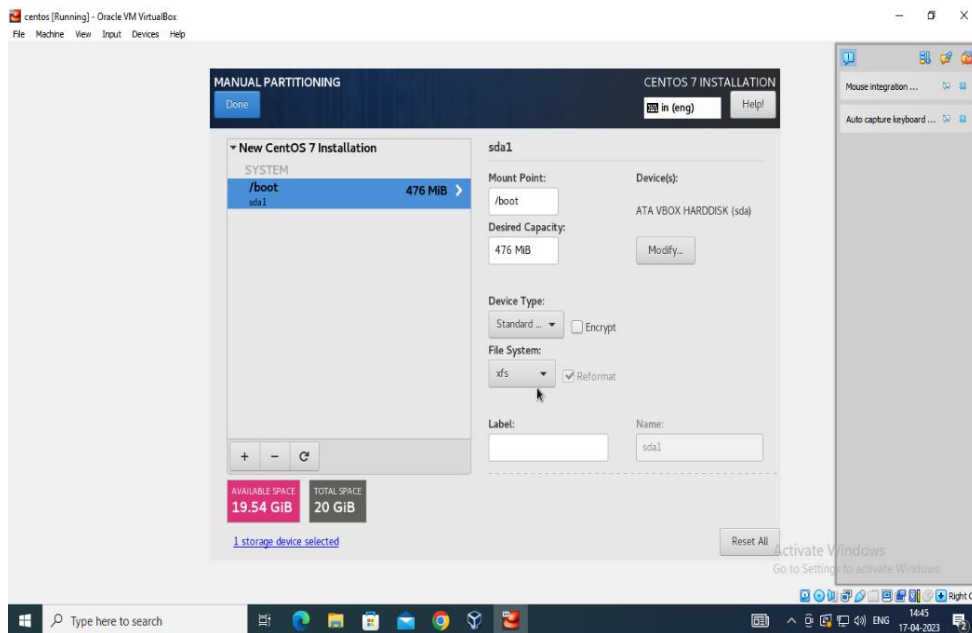 centos [Running] - Oracle VM VirtualBox
File Machine View Input Devices Help
MANUAL PARTITIONING
CENTOS 7 INSTALLATION
Done
in (eng)
Help!
Mouse integration ...
Auto capture keyboard ...
New CentOS 7 Installation
SYSTEM
/boot 476 MiB
sda1
sda1
Mount Point:
/boot
Device(s):
ATA VBOX HARDDISK (sda)
Desired Capacity:
476 MiB
Modify...
Device Type:
Standard ...
Encrypt
File System:
xfs
Reformat
Label:
Name:
sda1
+ -
AVAILABLE SPACE
19.54 GiB
TOTAL SPACE
20 GiB
1 storage device selected
Reset All
Activate Windows
Go to Settings to activate Windows.
Right C
Type here to search
ENG
14:45
17-04-2023
2